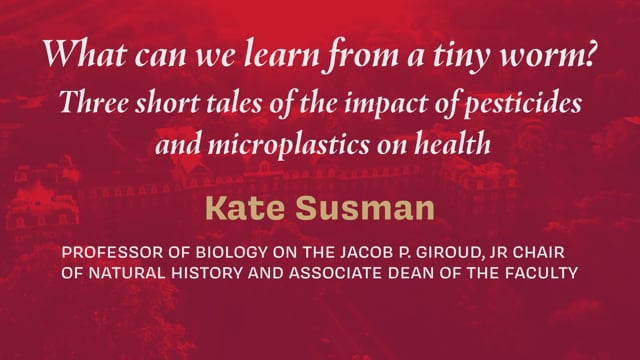 What can we learn from a tiny worm?
Three short tales of the impact of pesticides
and microplastics on health
Kate Susman
PROFESSOR OF BIOLOGY ON THE JACOB P. GIROUD, JR CHAIR
OF NATURAL HISTORY AND ASSOCIATE DEAN OF THE FACULTY